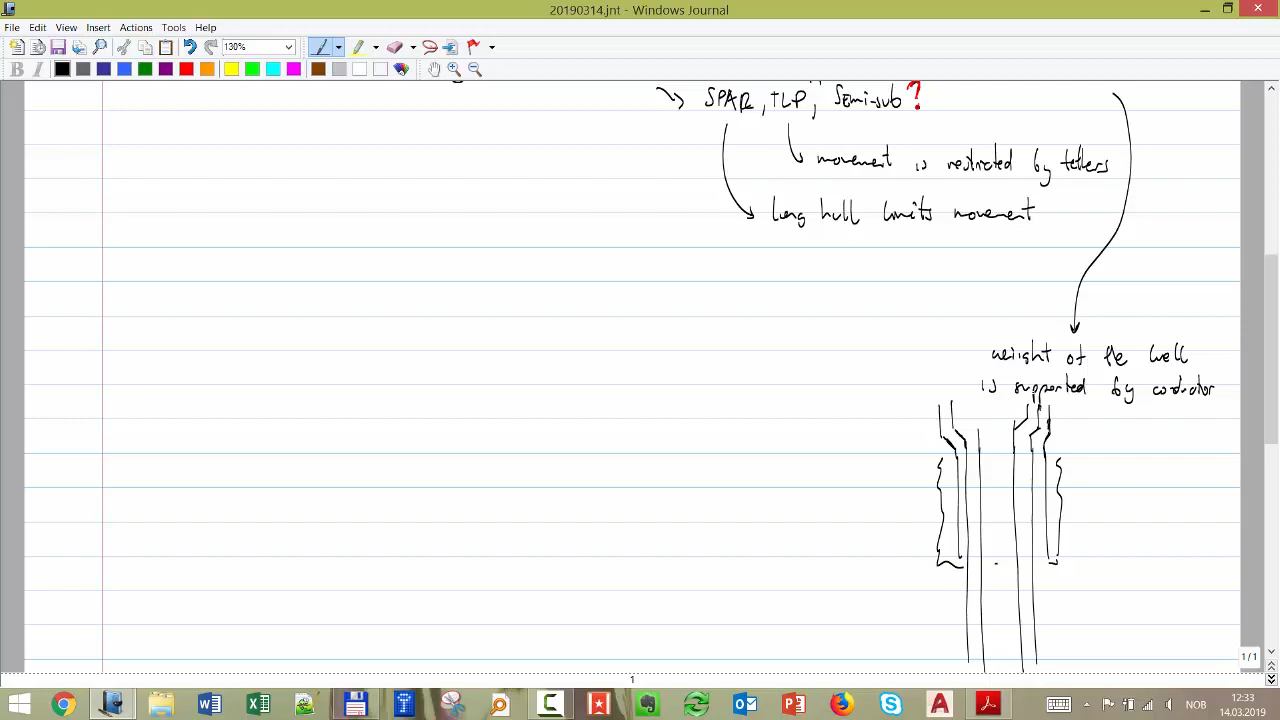 20190314.jnt - Windows Journal
File Edit View Insert Actions Tools Help
130%
SPAR, TLP, Semi-sub?
movement is restricted by tethers
long hull limits movement
weight of the well
is supported by conductor
1/1
1
NOB
12:33
14.03.2019